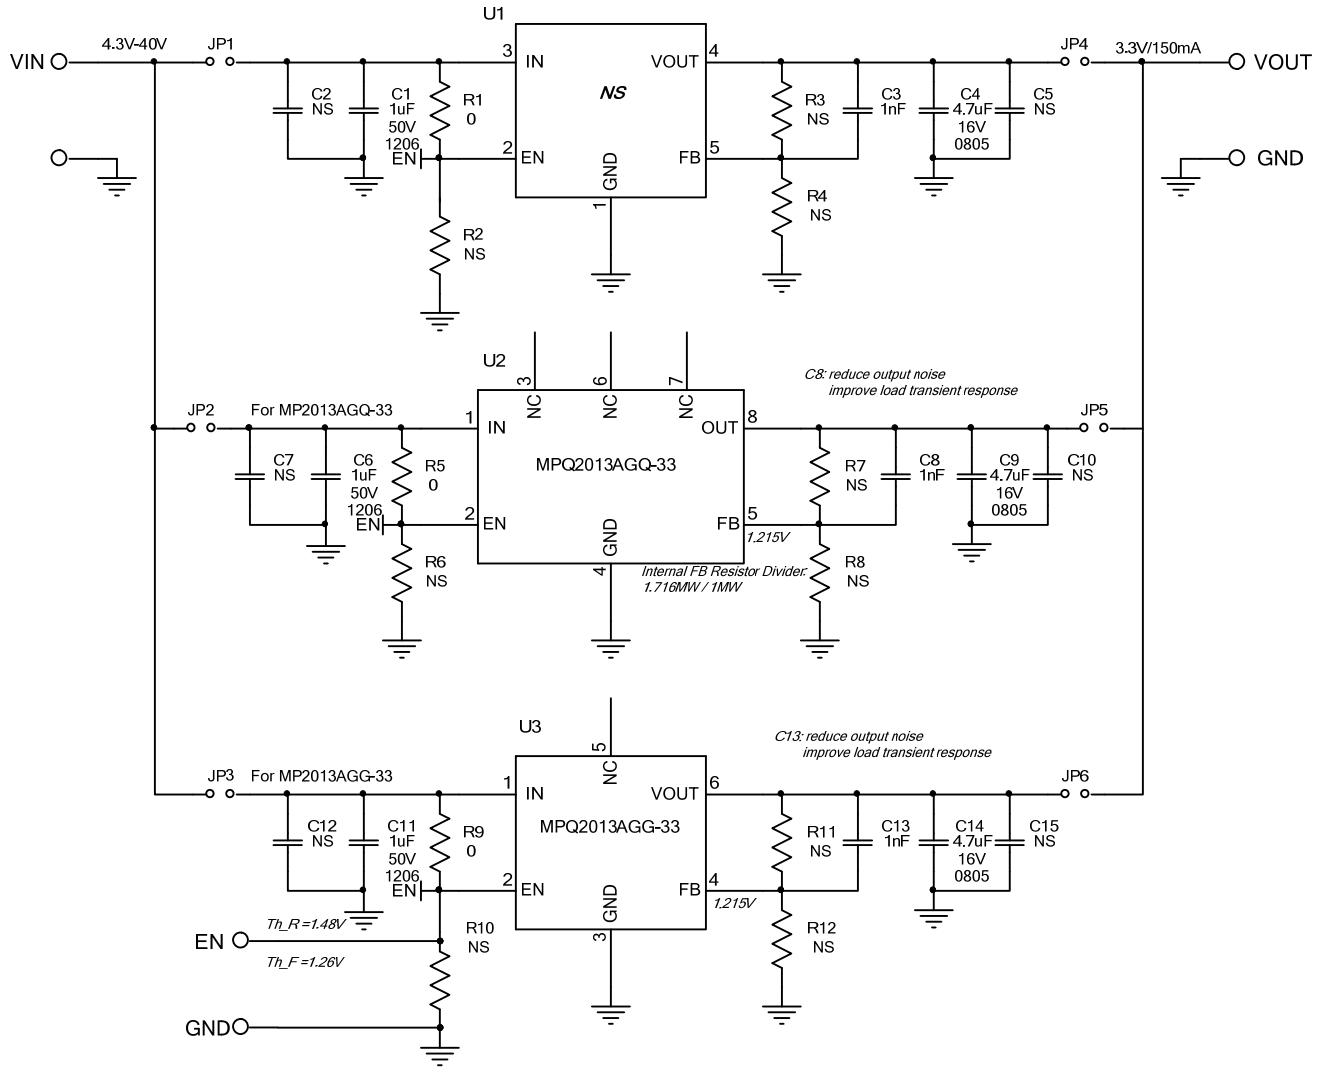 U1
VIN
4.3V-40V
JP1
3
IN
VOUT
4
JP4
3.3V/150mA
VOUT
C2
NS
C1
1uF
50V
1206
R1
0
NS
R3
NS
C3
1nF
C4
4.7uF
16V
0805
C5
NS
EN
2
EN
GND
1
FB
5
GND
R4
NS
R2
NS
U2
3
NC
6
NC
7
NC
C8: reduce output noise
improve load transient response
JP2
For MP2013AGQ-33
1
IN
OUT
8
JP5
MPQ2013AGQ-33
C7
NS
C6
1uF
50V
1206
R5
0
R7
NS
C8
1nF
C9
4.7uF
16V
0805
C10
NS
EN
2
EN
GND
4
FB
5
1.215V
R6
NS
Internal FB Resistor Divider:
1.716MW / 1MW
R8
NS
U3
5
NC
C13: reduce output noise
improve load transient response
JP3
For MP2013AGG-33
1
IN
VOUT
6
JP6
MPQ2013AGG-33
C12
NS
C11
1uF
50V
1206
R9
0
R11
NS
C13
1nF
C14
4.7uF
16V
0805
C15
NS
EN
2
EN
GND
3
FB
4
1.215V
Th_R =1.48V
EN
Th_F =1.26V
R10
NS
R12
NS
GND